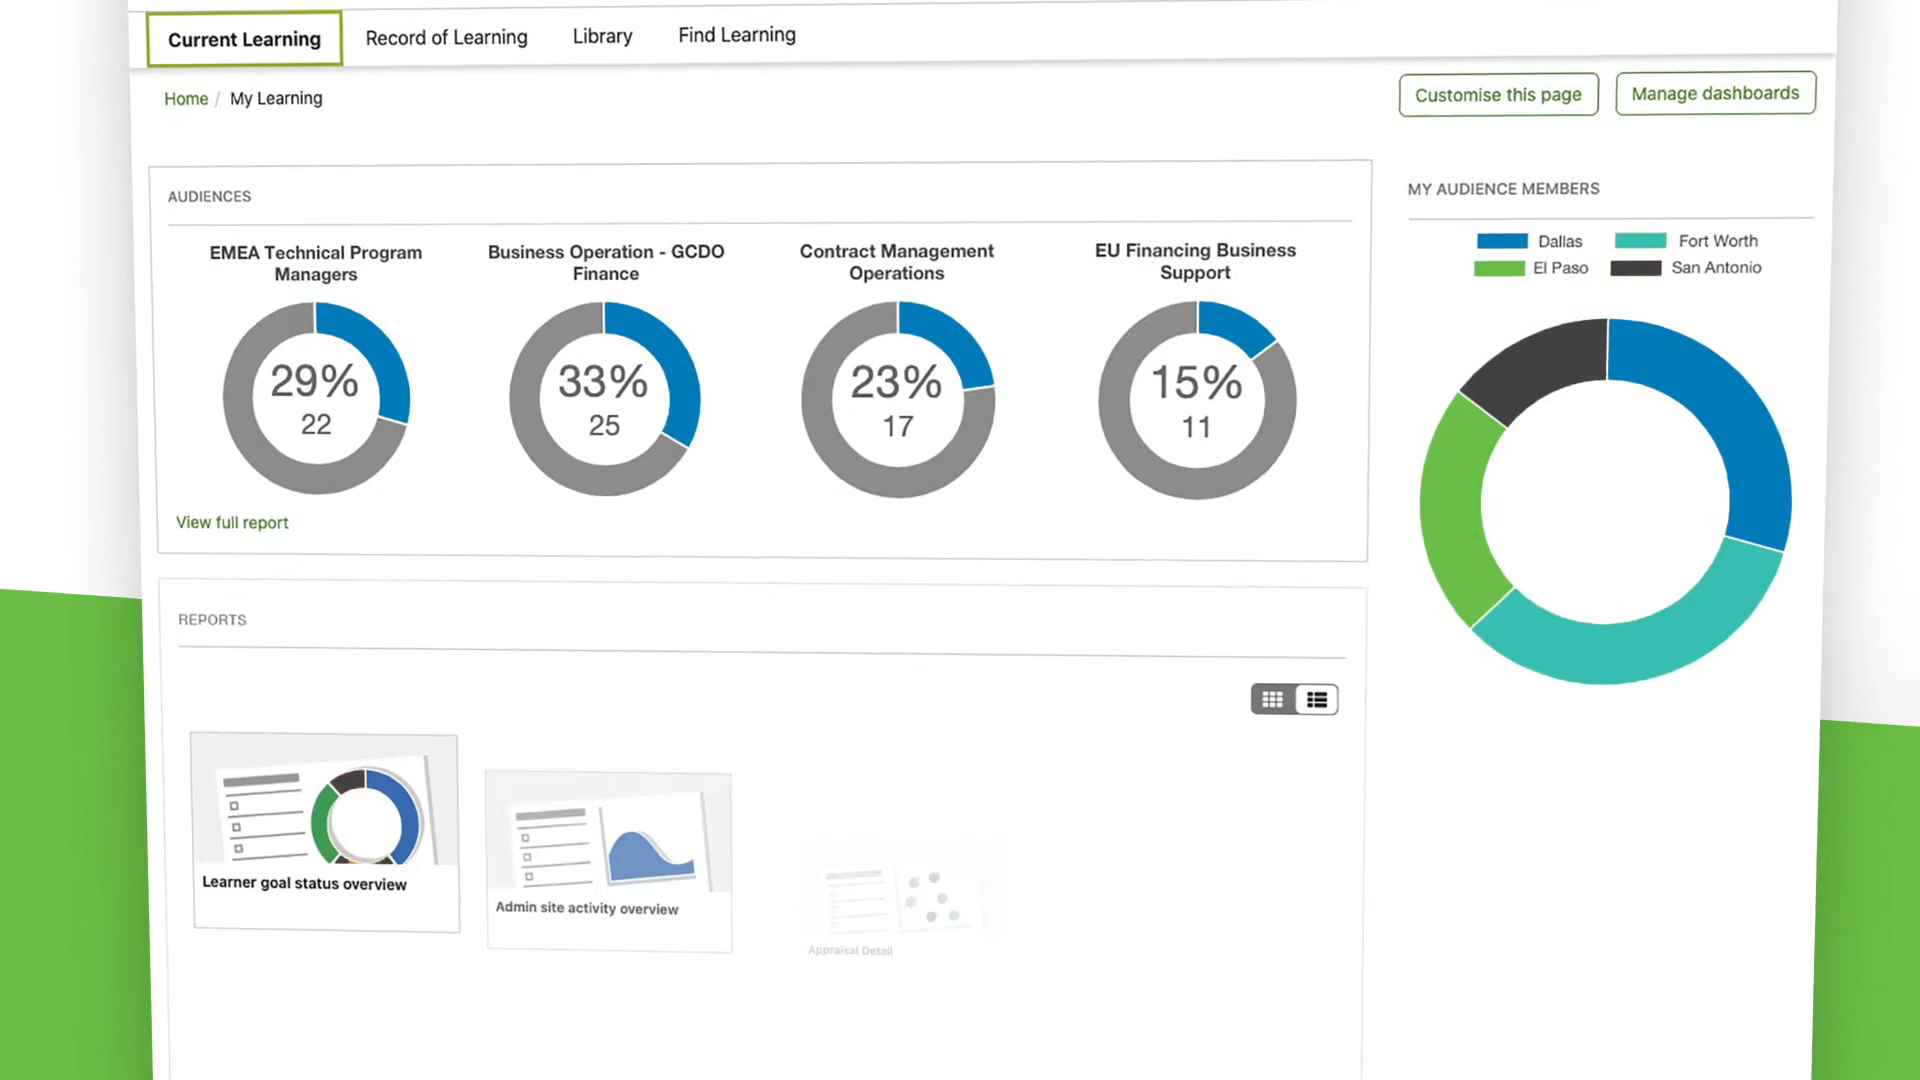 Current Learning
Record of Learning
Library
Find Learning
Home / My Learning
Customise this page
Manage dashboards
AUDIENCES
EMEA Technical Program
Managers
29%
22
Business Operation - GCDO
Finance
33%
25
Contract Management
Operations
23%
17
EU Financing Business
Support
15%
11
View full report
MY AUDIENCE MEMBERS
Dallas
Fort Worth
El Paso
San Antonio
REPORTS
Learner goal status overview
Admin site activity overview
Appraisal Detail